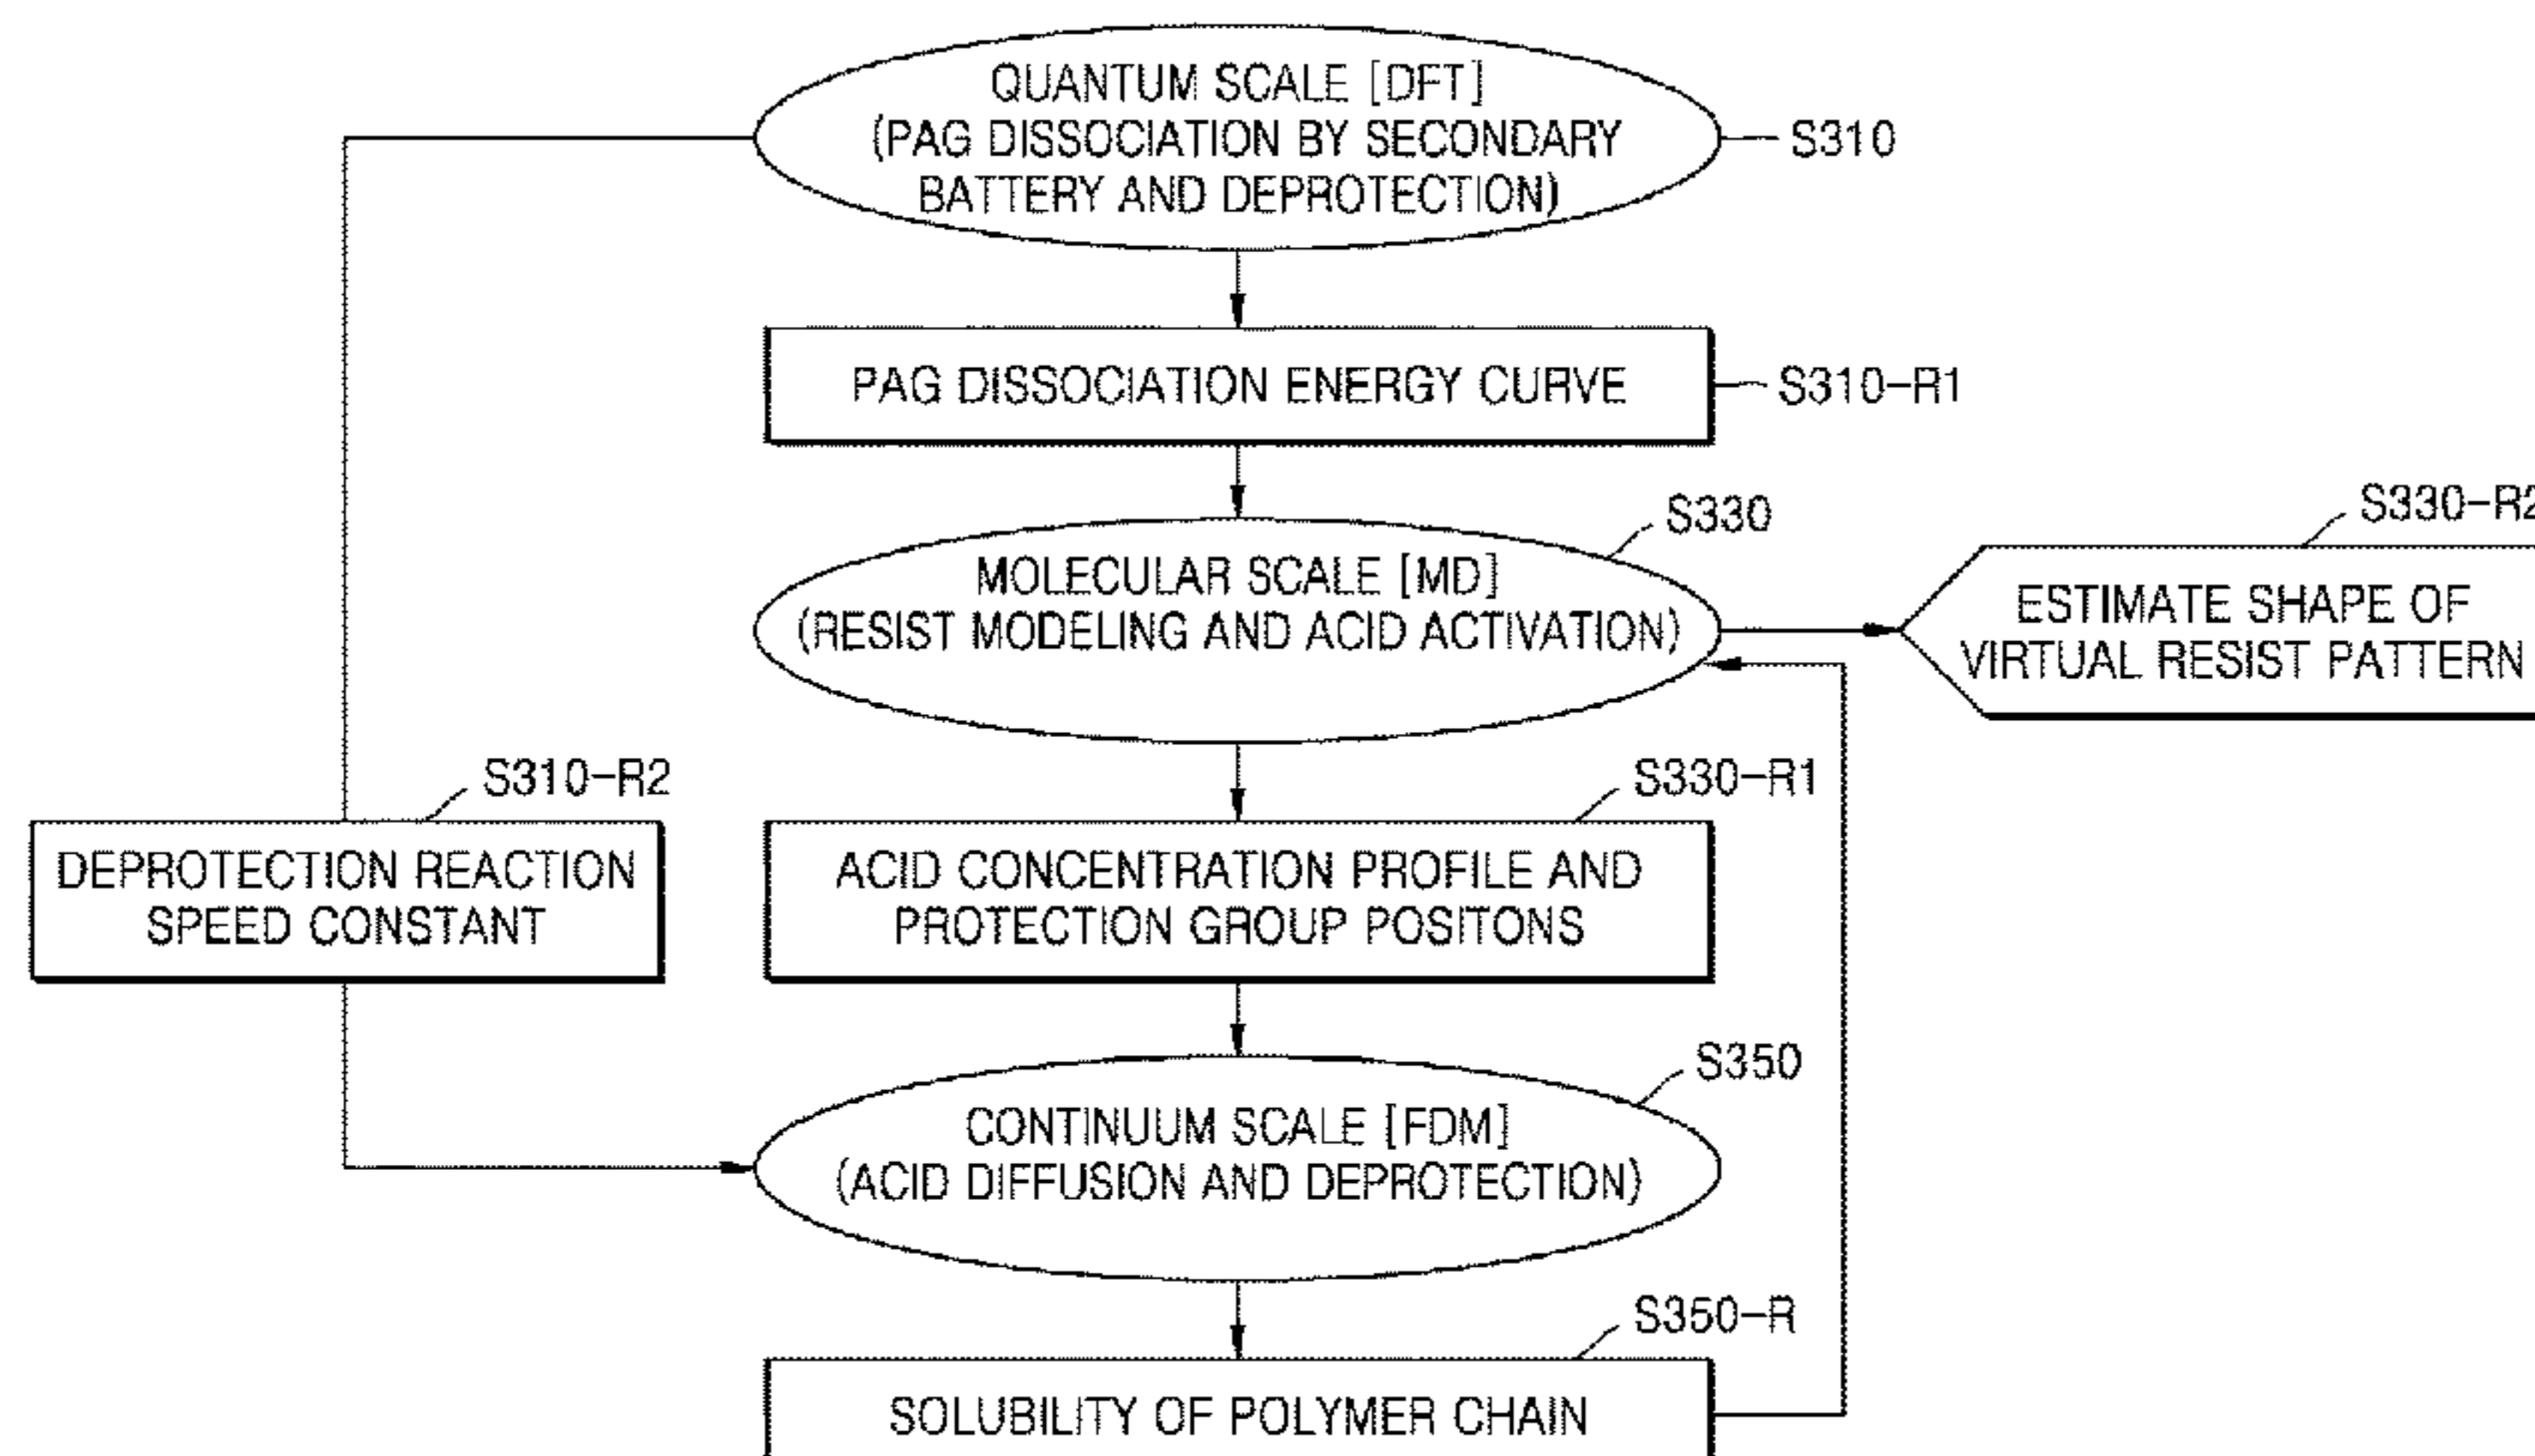 QUANTUM SCALE [DFT]
(PAG DISSOCIATION BY SECONDARY
BATTERY AND DEPROTECTION)
S310
PAG DISSOCIATION ENERGY CURVE
S310-R1
S330
MOLECULAR SCALE [MD]
(RESIST MODELING AND ACID ACTIVATION)
S330-R2
ESTIMATE SHAPE OF
VIRTUAL RESIST PATTERN
S310-R2
DEPROTECTION REACTION
SPEED CONSTANT
S330-R1
ACID CONCENTRATION PROFILE AND
PROTECTION GROUP POSITONS
S350
CONTINUUM SCALE [FDM]
(ACID DIFFUSION AND DEPROTECTION)
S350-R
SOLUBILITY OF POLYMER CHAIN